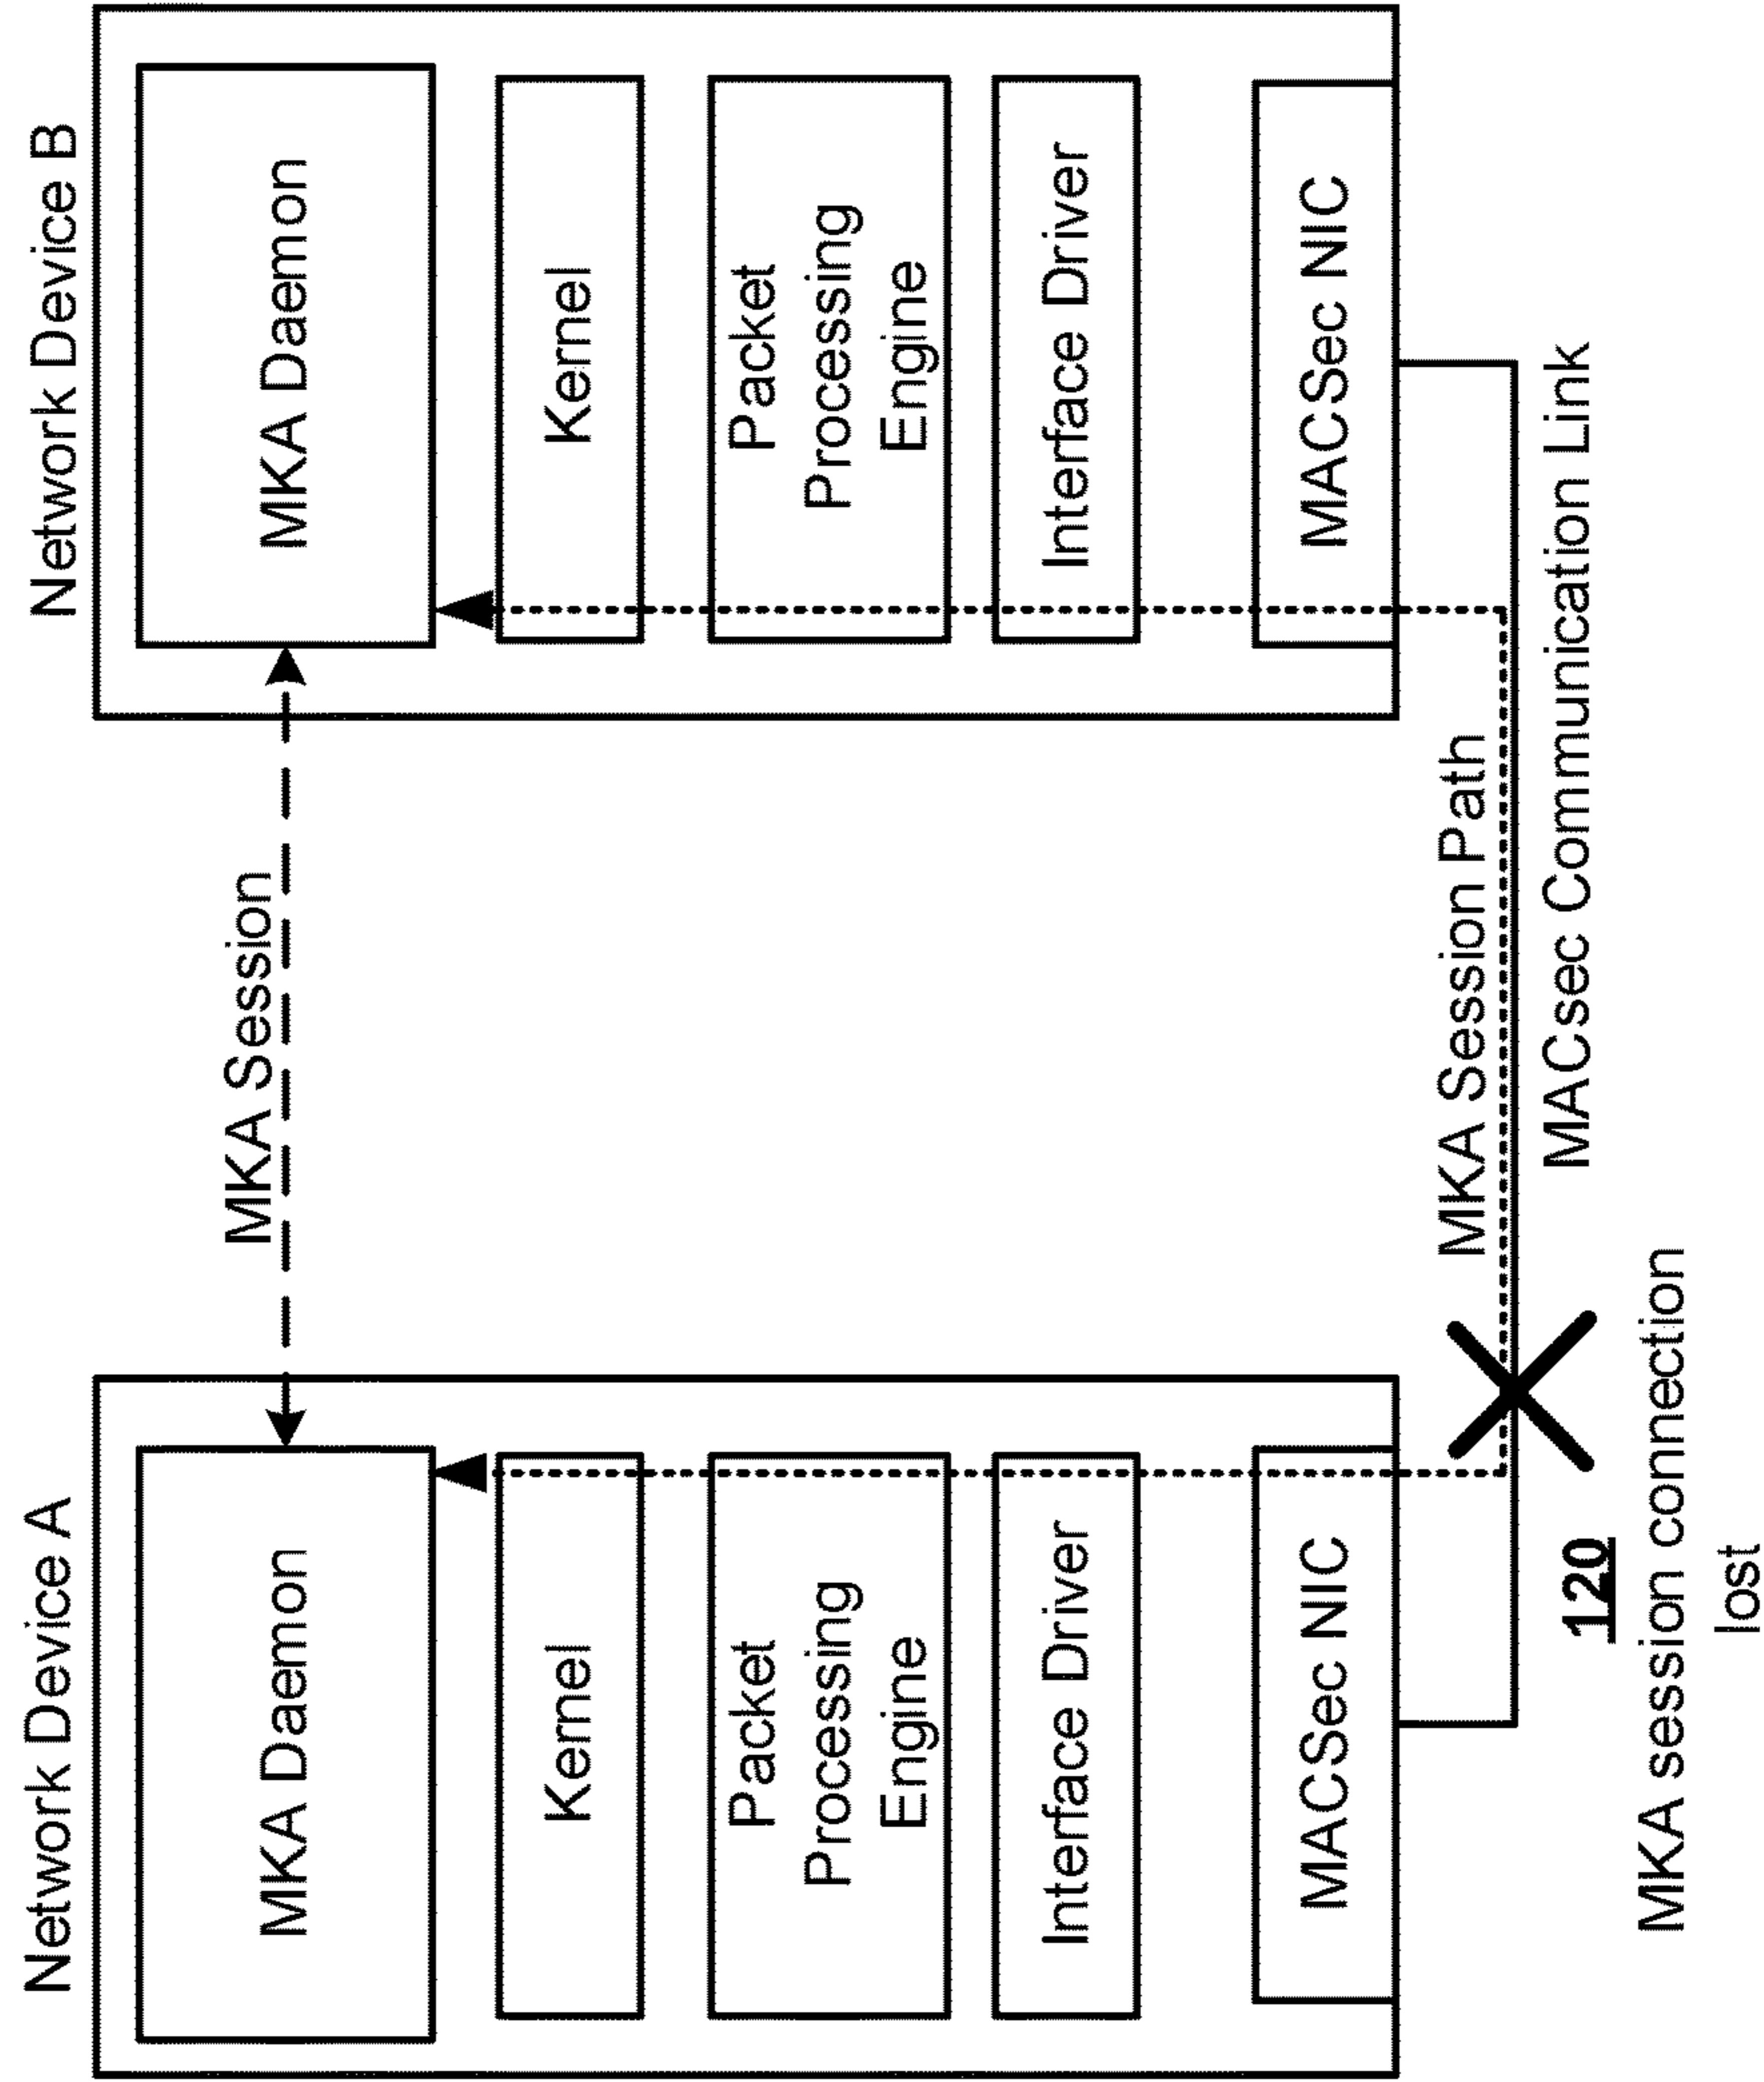 Network Device A
MKA Daemon
Kernel
Packet
Processing
Engine
Interface Driver
MACSec NIC
MKA Session
Network Device B
MKA Daemon
Kernel
Packet
Processing
Engine
Interface Driver
MACSec NIC
MKA Session Path
MACsec Communication Link
120
MKA session connection
lost